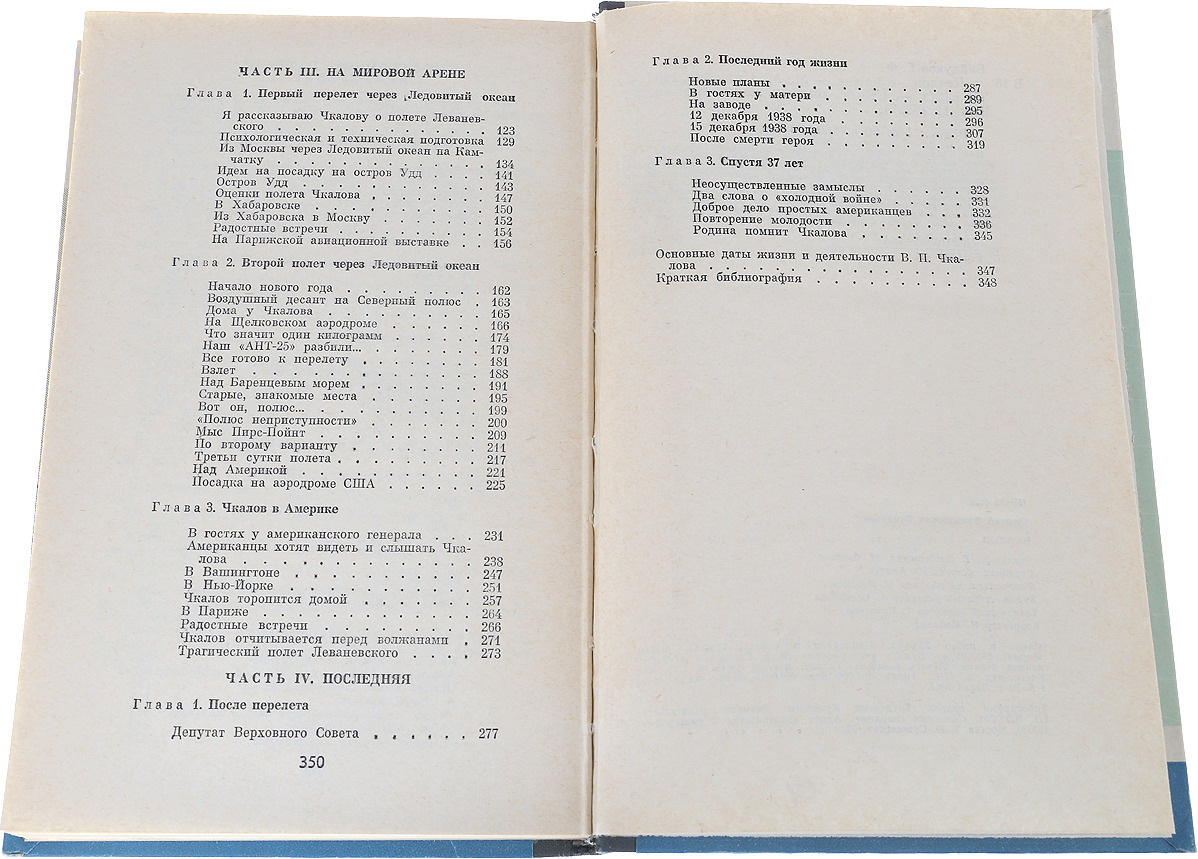 ЧАСТЬ III. НА МИРОВОЙ АРЕНЕ
Глава 1. Первый перелет через Ледовитый океан
Я рассказываю Чкалову о полете Леванев-
ского . . . . . . . . . . . . . . 123
Психологическая и техническая подготовка 129
Из Москвы через Ледовитый океан на Кам-
чатку . . . . . . . . . . . . . . 134
Идем на посадку на остров Удд . . . . 141
Остров Удд . . . . . . . . . . . . 143
Оценки полета Чкалова . . . . . . . . 147
В Хабаровске . . . . . . . . . . . 150
Из Хабаровска в Москву . . . . . . . 152
Радостные встречи . . . . . . . . . 154
На Парижской авиационной выставке . . 156
Глава 2. Второй полет через Ледовитый океан
Начало нового года . . . . . . . . . 162
Воздушный десант на Северный полюс . 163
Дома у Чкалова . . . . . . . . . . 165
На Щелковском аэродроме . . . . . . 166
Что значит один килограмм . . . . . . 174
Наш «АНТ-25» разбили... . . . . . . . 179
Все готово к перелету . . . . . . . . 181
Взлет . . . . . . . . . . . . . . 188
Над Баренцевым морем . . . . . . . . 191
Старые, знакомые места . . . . . . . 195
Вот он, полюс... . . . . . . . . . . 199
«Полюс неприступности» . . . . . . . 200
Мыс Пирс-Пойнт . . . . . . . . . . 209
По второму варианту . . . . . . . . 211
Третьи сутки полета . . . . . . . . . 217
Над Америкой . . . . . . . . . . . 221
Посадка на аэродроме США . . . . . . 225
Глава 3. Чкалов в Америке
В гостях у американского генерала . . . 231
Американцы хотят видеть и слышать Чка-
лова . . . . . . . . . . . . . . . 238
В Вашингтоне . . . . . . . . . . . 247
В Нью-Йорке . . . . . . . . . . . . 251
Чкалов торопится домой . . . . . . . 257
В Париже . . . . . . . . . . . . . 264
Радостные встречи . . . . . . . . . 266
Чкалов отчитывается перед волжанами . 271
Трагический полет Леваневского . . . . 273
ЧАСТЬ IV. ПОСЛЕДНЯЯ
Глава 1. После перелета
Депутат Верховного Совета . . . . . . 277
350
Глава 2. Последний год жизни
Новые планы . . . . . . . . . . . . 287
В гостях у матери . . . . . . . . . 289
На заводе . . . . . . . . . . . . . 295
12 декабря 1938 года . . . . . . . . 296
15 декабря 1938 года . . . . . . . . 307
После смерти героя . . . . . . . . . 319
Глава 3. Спустя 37 лет
Неосуществленные замыслы . . . . . . 328
Два слова о «холодной войне» . . . . . 331
Доброе дело простых американцев . . . 332
Повторение молодости . . . . . . . . 336
Родина помнит Чкалова . . . . . . . 345
Основные даты жизни и деятельности В. П. Чка-
лова . . . . . . . . . . . . . . . 347
Краткая библиография . . . . . . . . . 348